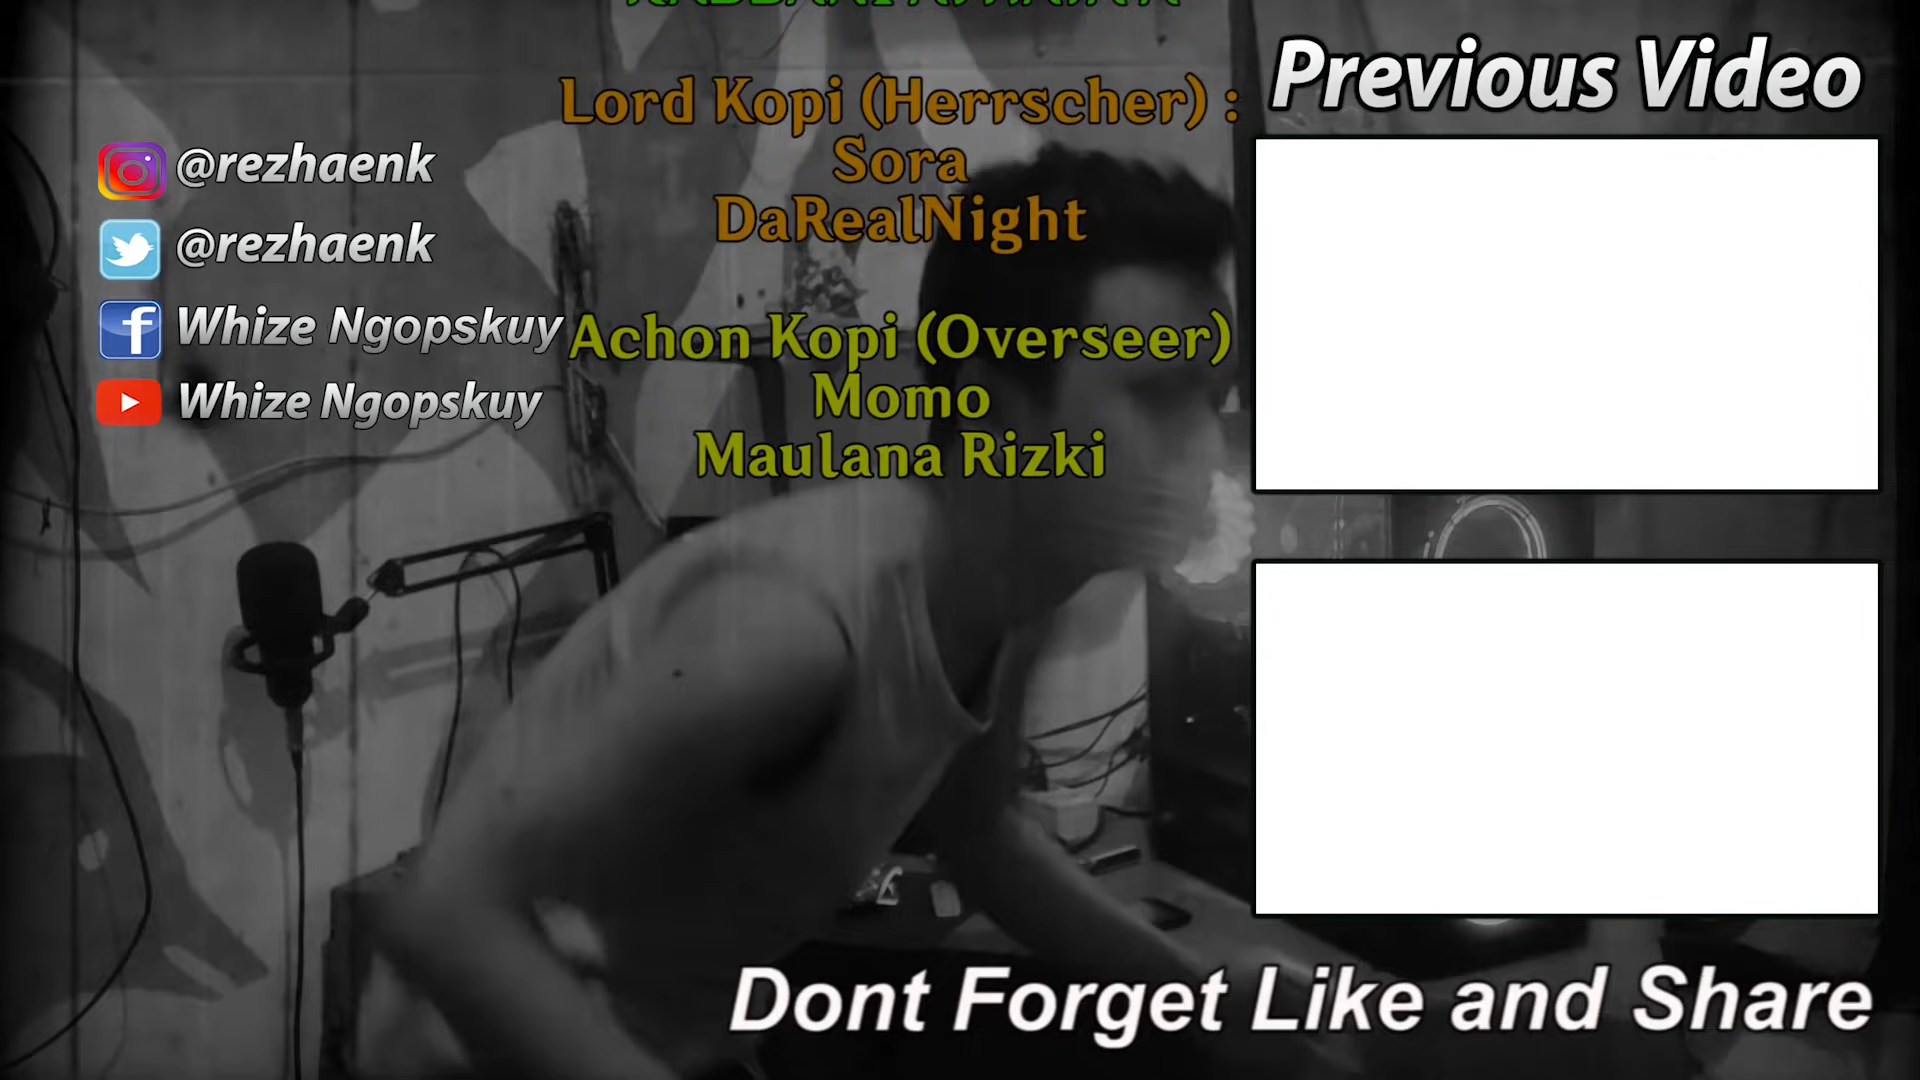 @rezhaenk
@rezhaenk
Whize Ngopskuy
Whize Ngopskuy
Lord Kopi (Herrscher) :
Sora
DaRealNight
Achon Kopi (Overseer)
Momo
Maulana Rizki
Previous Video
Dont Forget Like and Share